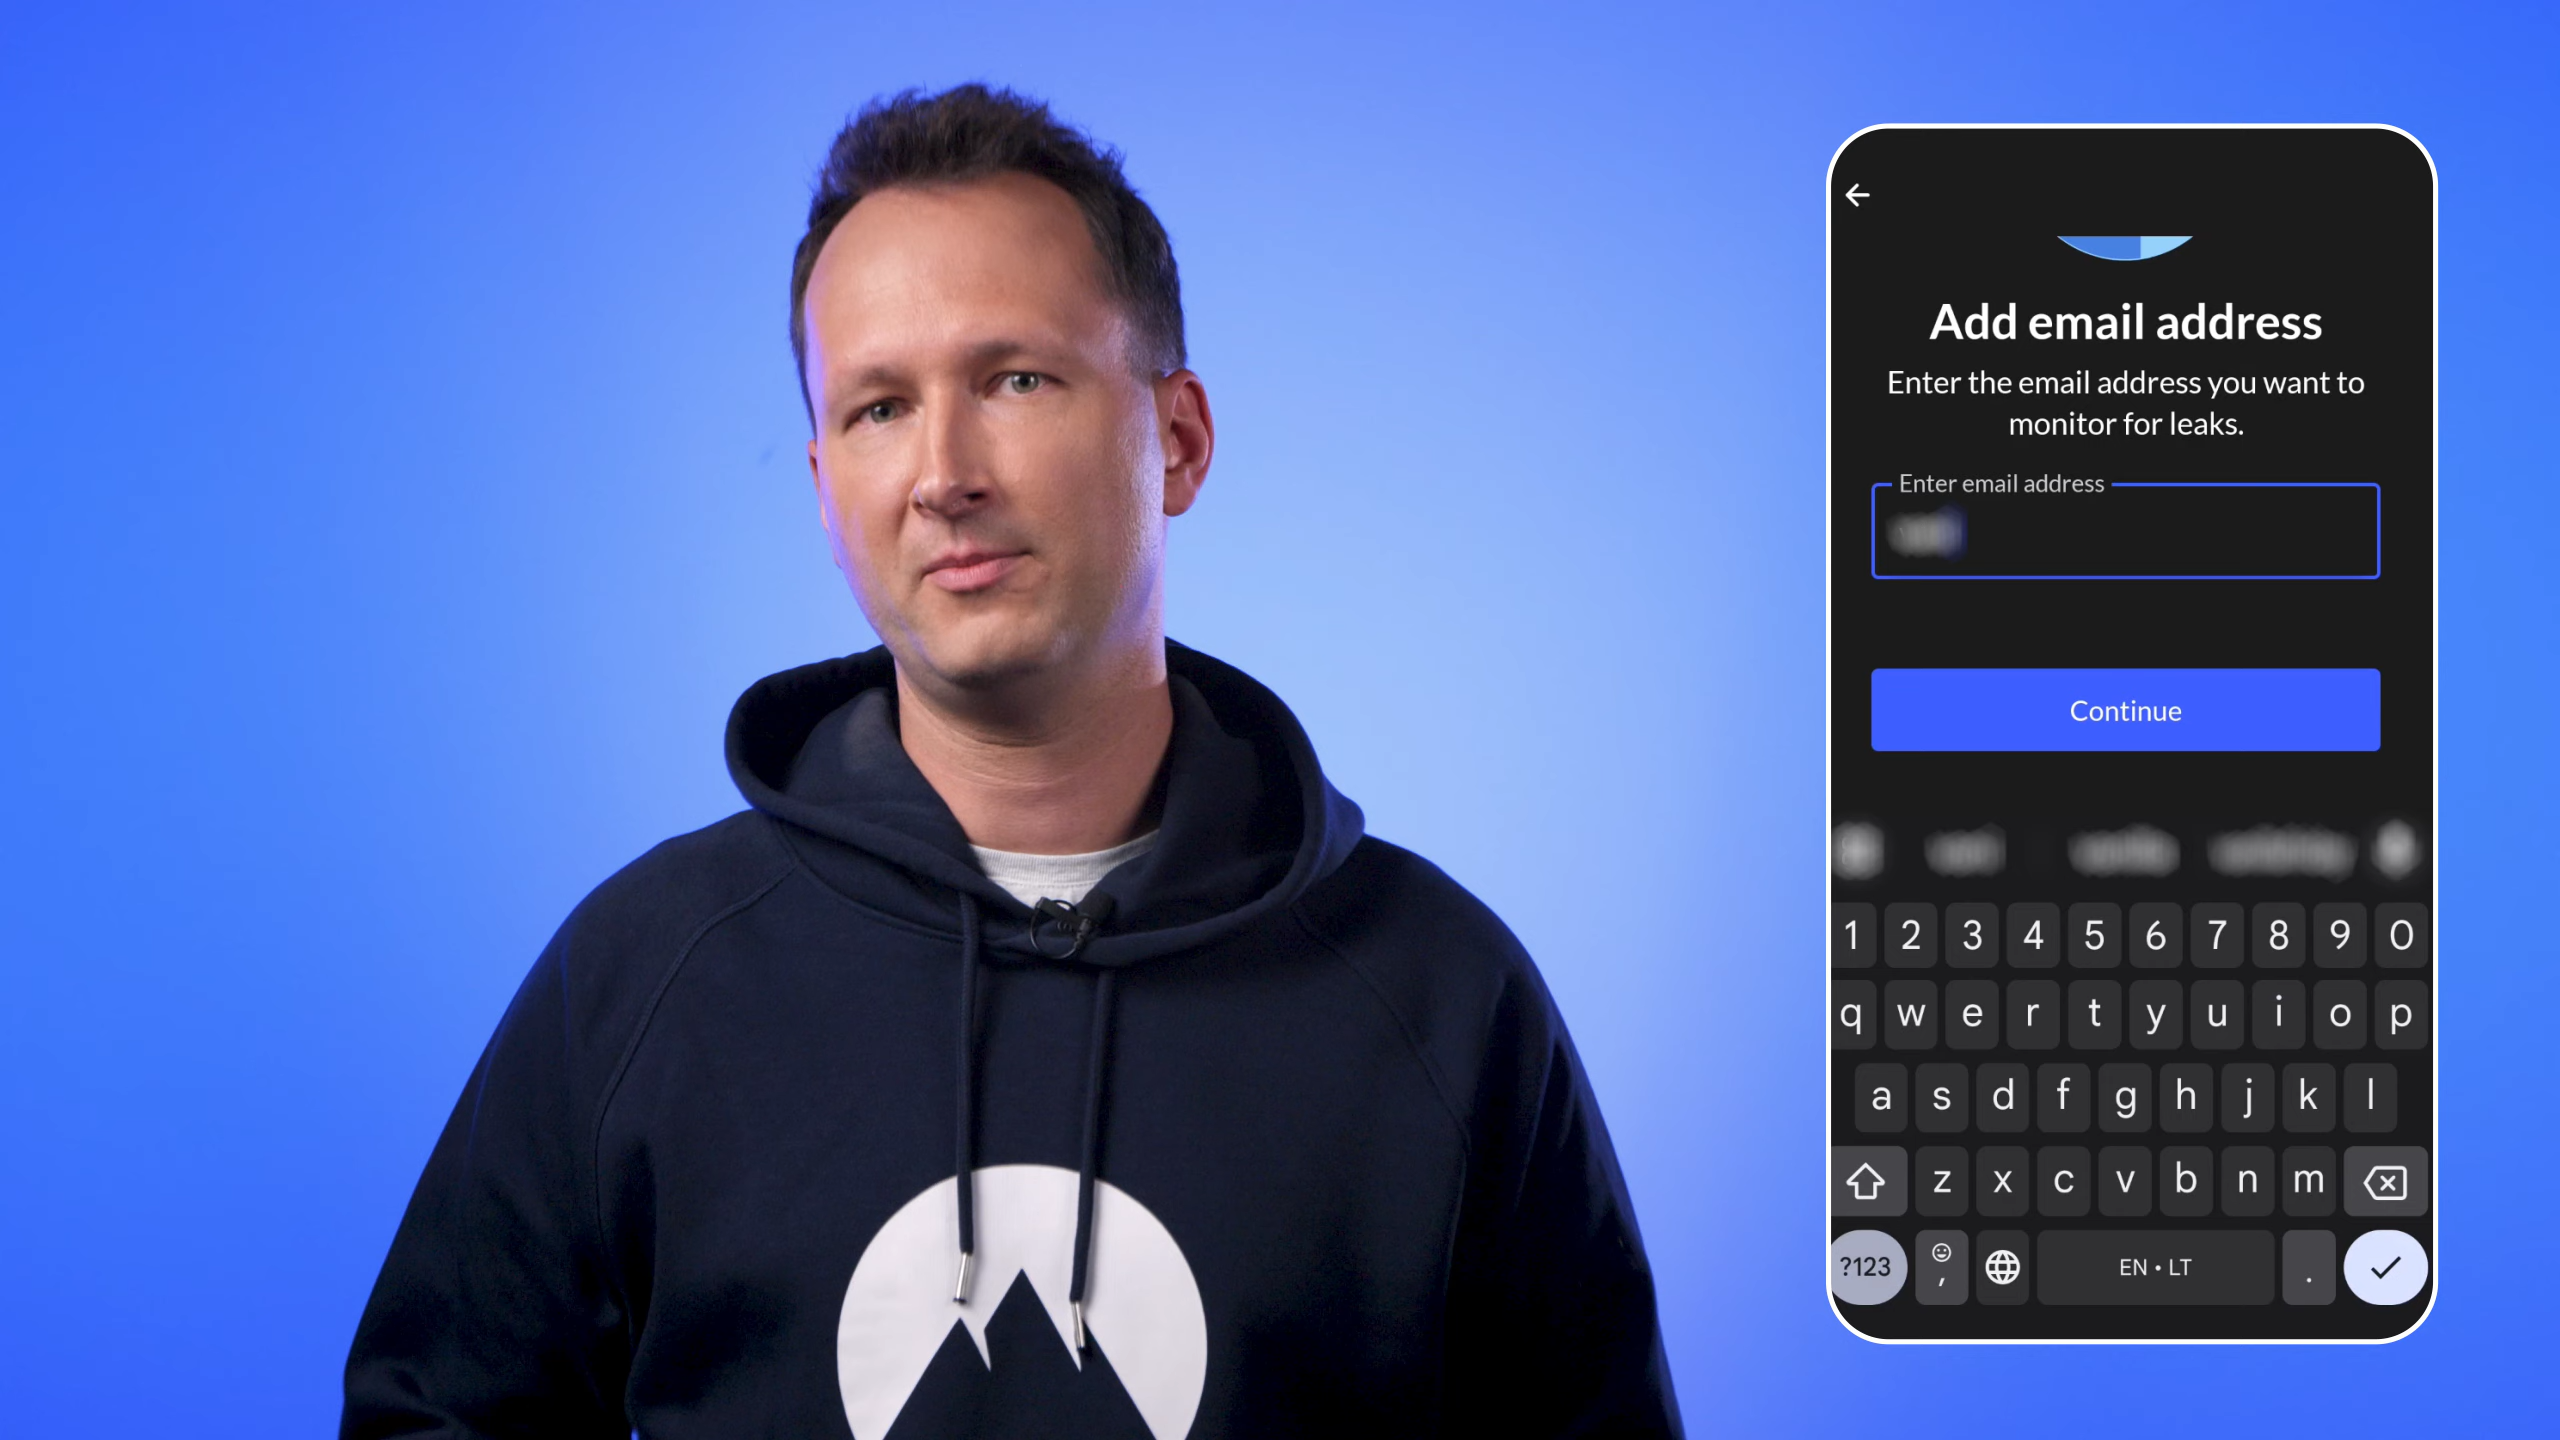 Add email address
Enter the email address you want to
monitor for leaks.
Enter email address
Continue
1 2 3 4 5 6 7 8 9 0
q w e r t y u i o p
a s d f g h j k l
z x c v b n m
?123 , EN • LT .